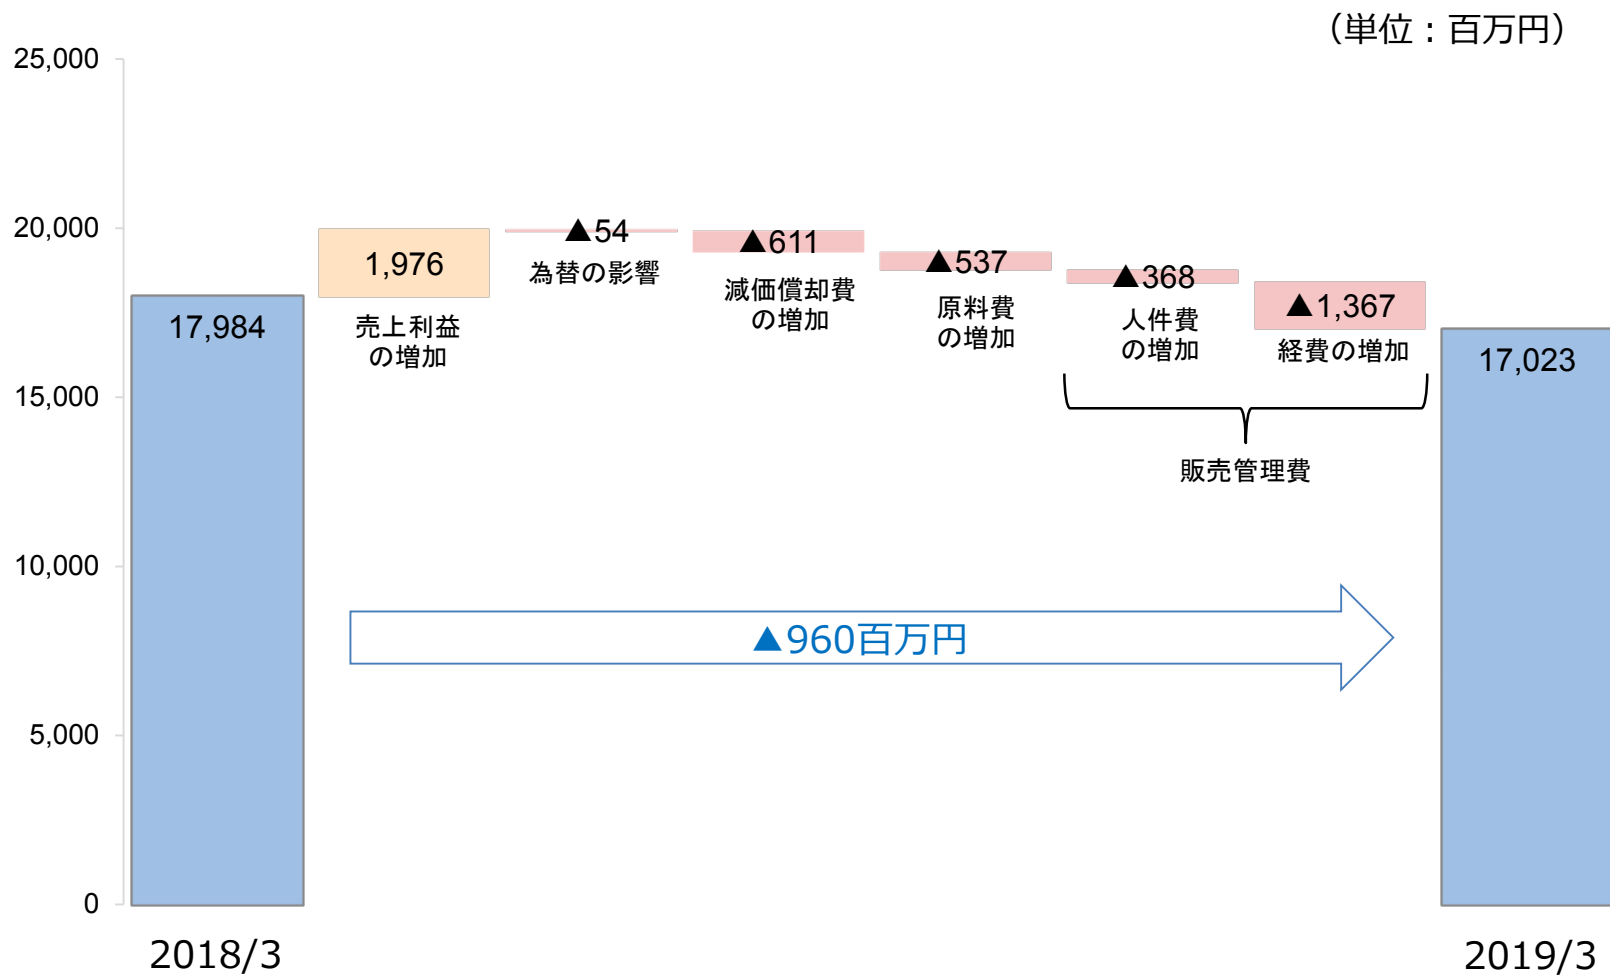 （単位：百万円）
25,000
20,000
15,000
10,000
5,000
0
17,984
1,976
売上利益
の増加
▲54
為替の影響
▲611
減価償却費
の増加
▲537
原料費
の増加
▲368
人件費
の増加
▲1,367
経費の増加
販売管理費
17,023
▲960百万円
2018/3
2019/3